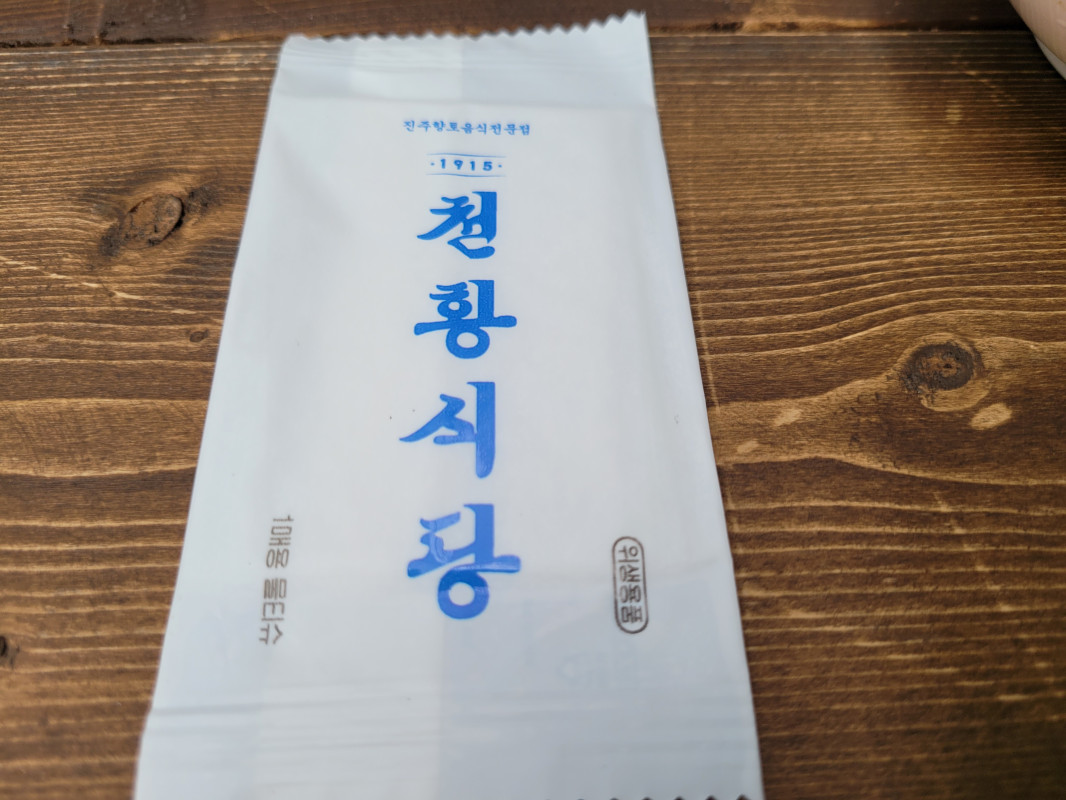 진주향토음식전문점
·1915·
천황식당
1매용 물티슈
위생용품